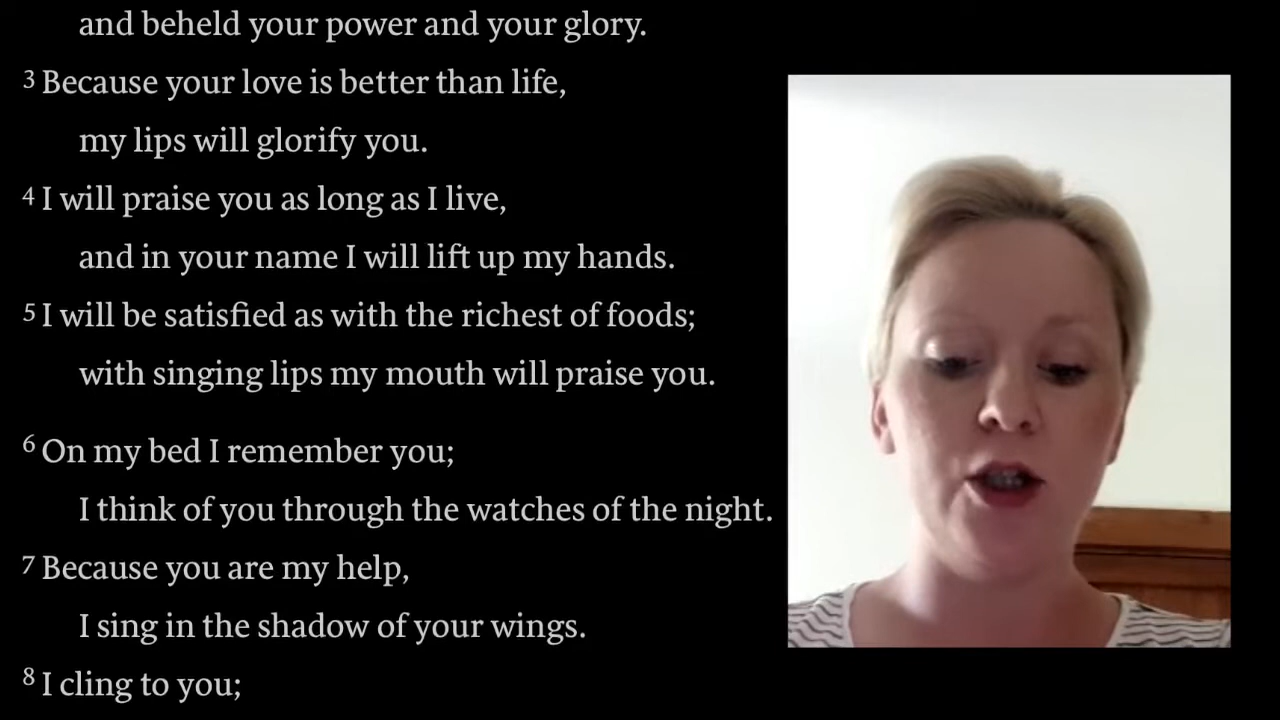 and beheld your power and your glory.
3 Because your love is better than life,
my lips will glorify you.
4 I will praise you as long as I live,
and in your name I will lift up my hands.
5 I will be satisfied as with the richest of foods;
with singing lips my mouth will praise you.
6 On my bed I remember you;
I think of you through the watches of the night.
7 Because you are my help,
I sing in the shadow of your wings.
8 I cling to you;